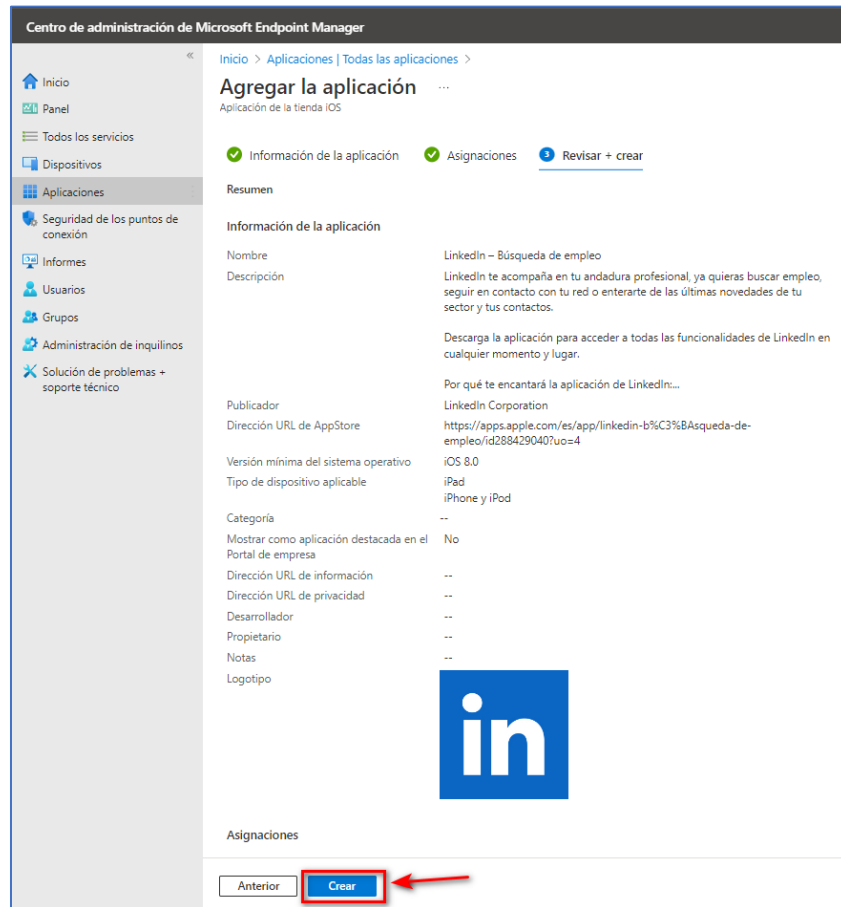 Centro de administración de Microsoft Endpoint Manager
«
Inicio
Panel
Todos los servicios
Dispositivos
Aplicaciones
Seguridad de los puntos de
conexión
Informes
Usuarios
Grupos
Administración de inquilinos
Solución de problemas +
soporte técnico
Inicio > Aplicaciones | Todas las aplicaciones >
Agregar la aplicación ...
Aplicación de la tienda iOS
Información de la aplicación Asignaciones 3 Revisar + crear
Resumen
Información de la aplicación
Nombre LinkedIn – Búsqueda de empleo
Descripción LinkedIn te acompaña en tu andadura profesional, ya quieras buscar empleo,
seguir en contacto con tu red o enterarte de las últimas novedades de tu
sector y tus contactos.
Descarga la aplicación para acceder a todas las funcionalidades de LinkedIn en
cualquier momento y lugar.
Por qué te encantará la aplicación de LinkedIn:...
Publicador LinkedIn Corporation
Dirección URL de AppStore https://apps.apple.com/es/app/linkedin-b%C3%BAsqueda-de-
empleo/id288429040?uo=4
Versión mínima del sistema operativo iOS 8.0
Tipo de dispositivo aplicable iPad
iPhone y iPod
Categoría --
Mostrar como aplicación destacada en el No
Portal de empresa
Dirección URL de información --
Dirección URL de privacidad --
Desarrollador --
Propietario --
Notas --
Logotipo
in
Asignaciones
Anterior Crear